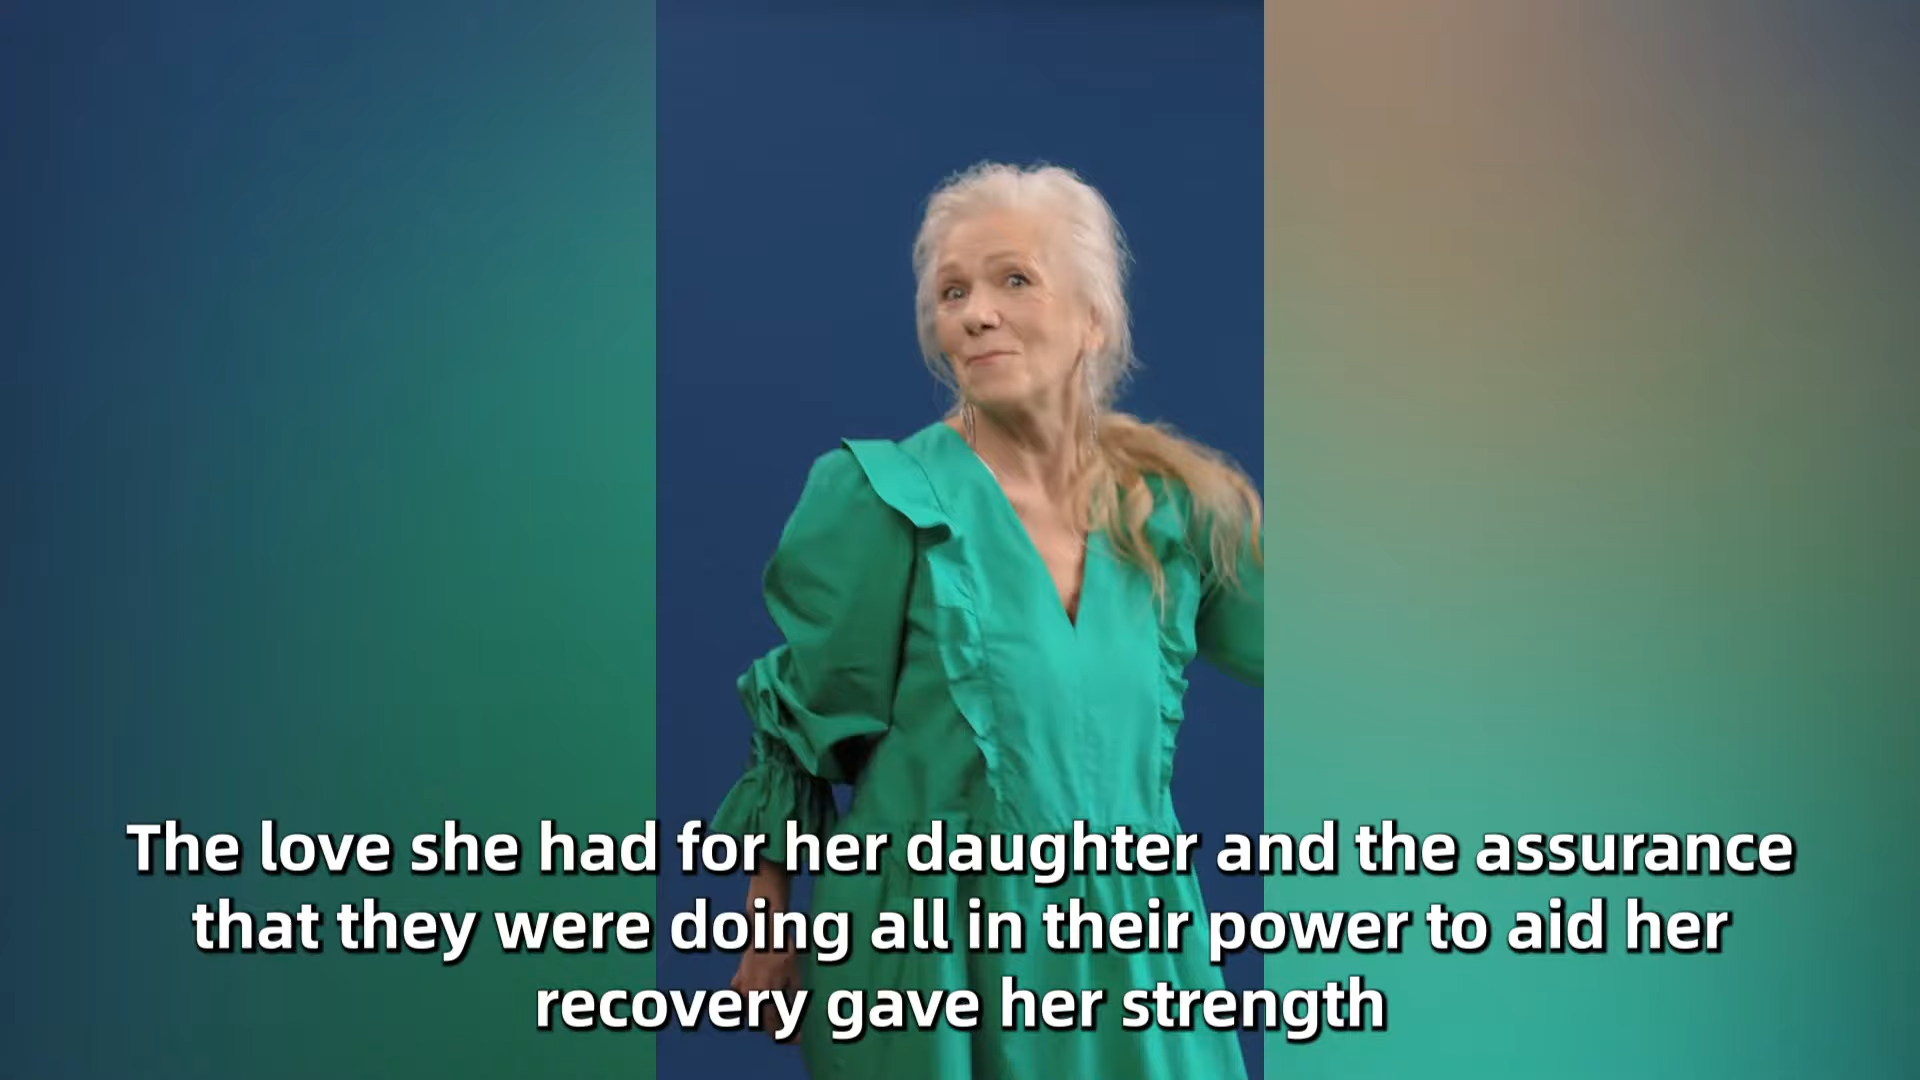 The love she had for her daughter and the assurance
that they were doing all in their power to aid her
recovery gave her strength